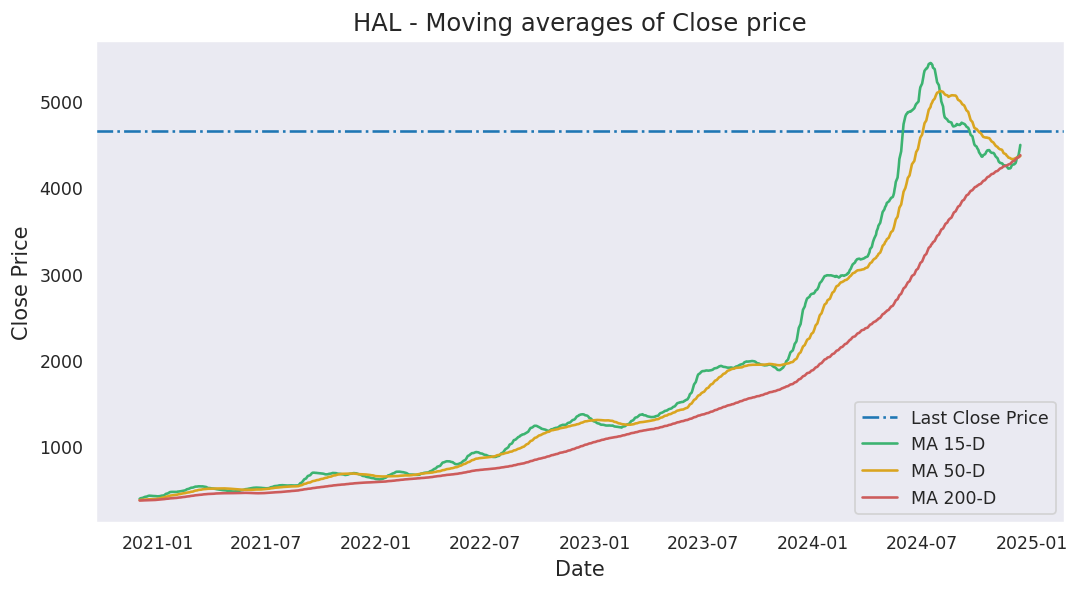 HAL - Moving averages of Close price
Close Price
5000
4000
3000
2000
1000
Last Close Price
MA 15-D
MA 50-D
MA 200-D
2021-01 2021-07 2022-01 2022-07 2023-01 2023-07 2024-01 2024-07 2025-01
Date